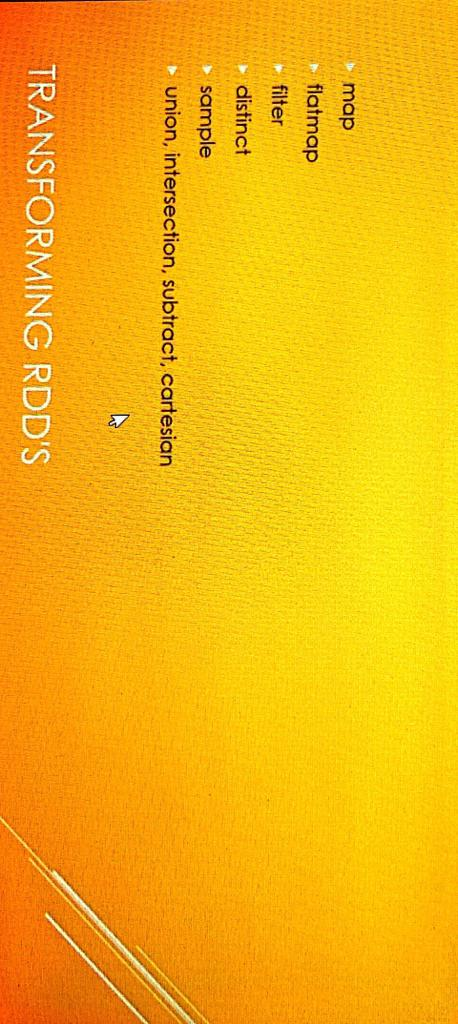 map
flatmap
filter
distinct
sample
union, intersection, subtract, cartesian
TRANSFORMING RDD'S